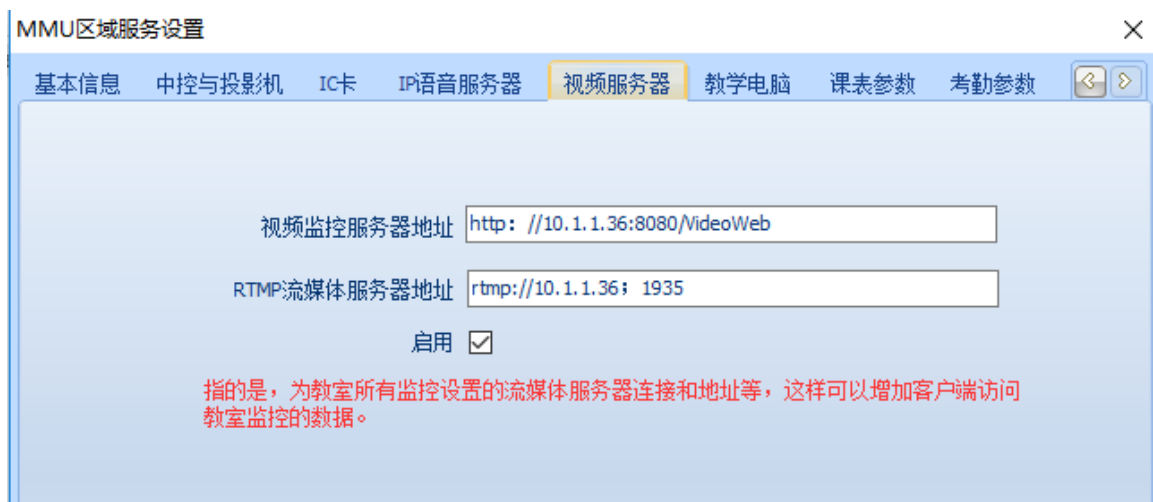 MMU区域服务设置
基本信息 中控与投影机 IC卡 IP语音服务器 视频服务器 教学电脑 课表参数 考勤参数
视频监控服务器地址 http：//10.1.1.36:8080/VideoWeb
RTMP流媒体服务器地址 rtmp://10.1.1.36；1935
启用
指的是，为教室所有监控设置的流媒体服务器连接和地址等，这样可以增加客户端访问
教室监控的数据。